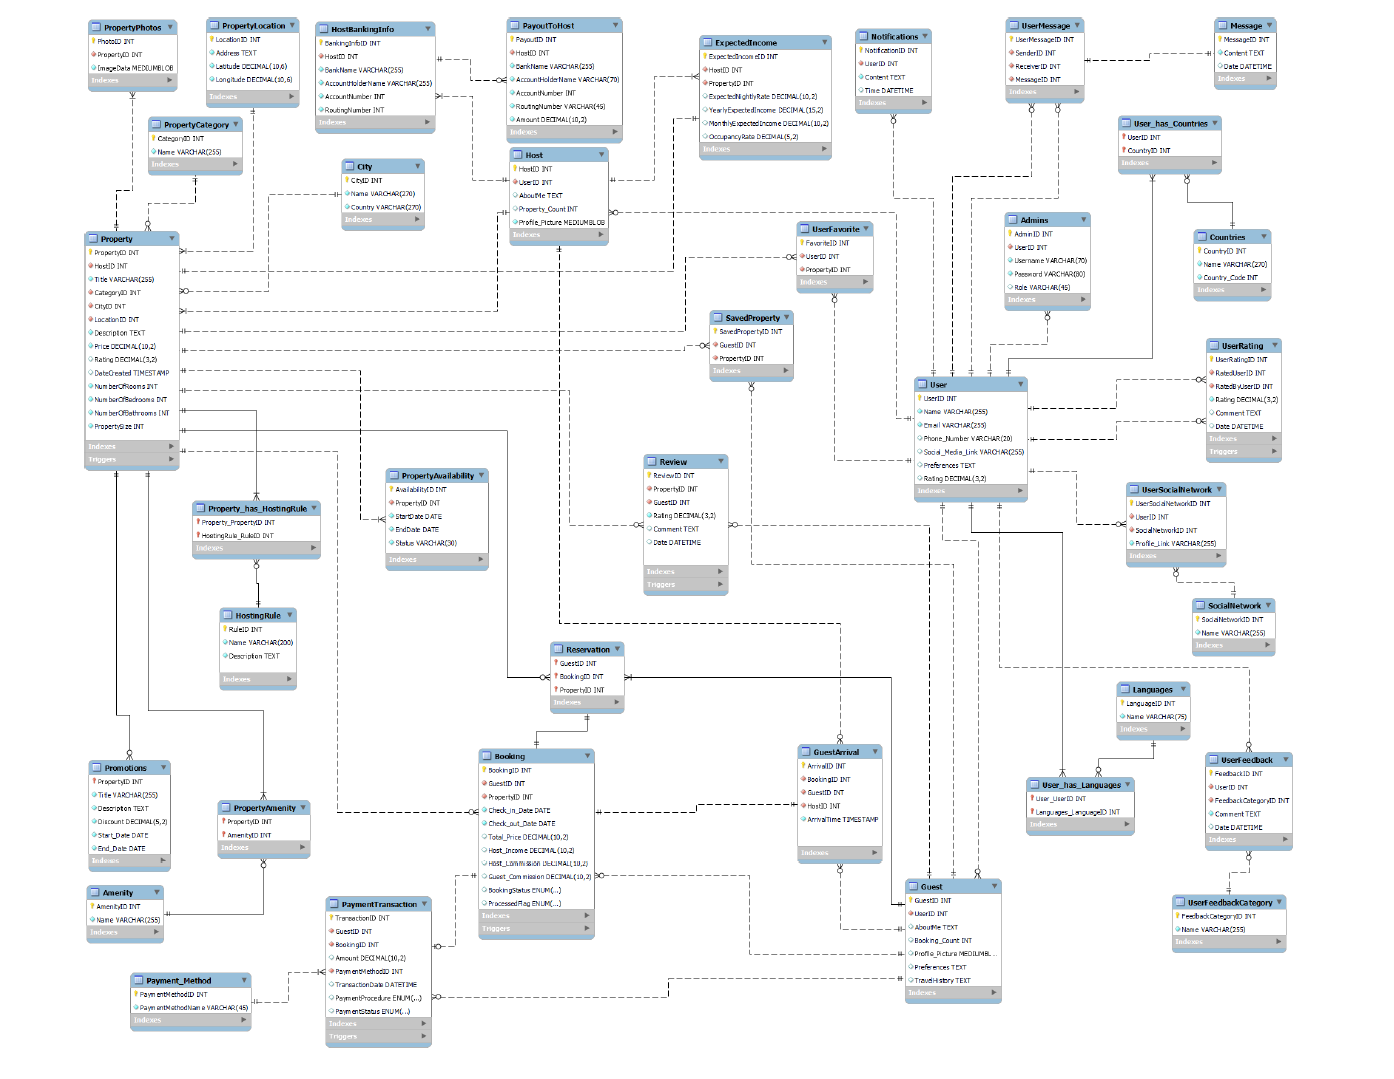 PropertyPhotos
PhotoID INT
PropertyID INT
ImageData MEDIUMBLOB
Indexes
PropertyLocation
LocationID INT
Address TEXT
Latitude DECIMAL(10,6)
Longitude DECIMAL(10,6)
Indexes
HostBankingInfo
BankingInfoID INT
HostID INT
BankName VARCHAR(255)
AccountHolderName VARCHAR(255)
AccountNumber INT
RoutingNumber INT
Indexes
PayoutToHost
PayoutID INT
HostID INT
BankName VARCHAR(255)
AccountHolderName VARCHAR(70)
AccountNumber INT
RoutingNumber VARCHAR(45)
Amount DECIMAL(10,2)
Indexes
ExpectedIncome
ExpectedIncome ID INT
HostID INT
PropertyID INT
ExpectedNightlyRate DECIMAL(10,2)
YearlyExpectedIncome DECIMAL(15,2)
MonthlyExpectedIncome DECIMAL(10,2)
OccupancyRate DECIMAL(5,2)
Indexes
Notifications
NotificationID INT
UserID INT
Content TEXT
Time DATETIME
Indexes
UserMessage
UserMessageID INT
SenderID INT
ReceiverID INT
MessageID INT
Indexes
Message
MessageID INT
Content TEXT
Date DATETIME
Indexes
PropertyCategory
CategoryID INT
Name VARCHAR(255)
Indexes
City
CityID INT
Name VARCHAR(270)
Country VARCHAR(270)
Indexes
Host
HostID INT
UserID INT
AboutMe TEXT
Property_Count INT
Profile_Picture MEDIUMBLOB
Indexes
User_has_Countries
UserID INT
CountryID INT
Indexes
Property
PropertyID INT
HostID INT
Title VARCHAR(255)
CategoryID INT
CityID INT
LocationID INT
Description TEXT
Price DECIMAL(10,2)
Rating DECIMAL(3,2)
DateCreated TIMESTAMP
NumberOfRooms INT
NumberOfBedrooms INT
NumberOfBathrooms INT
PropertySize INT
Indexes
Triggers
UserFavorite
FavoriteID INT
UserID INT
PropertyID INT
Indexes
Admins
AdminID INT
UserID INT
Username VARCHAR(70)
Password VARCHAR(80)
Role VARCHAR(45)
Indexes
Countries
CountryID INT
Name VARCHAR(270)
Country_Code INT
Indexes
SavedProperty
SavedPropertyID INT
GuestID INT
PropertyID INT
Indexes
User
UserID INT
Name VARCHAR(255)
Email VARCHAR(255)
Phone_Number VARCHAR(20)
Social_Media_Link VARCHAR(255)
Preferences TEXT
Rating DECIMAL(3,2)
Indexes
UserRating
UserRatingID INT
RatedUserID INT
RatedByUserID INT
Rating DECIMAL(3,2)
Comment TEXT
Date DATETIME
Indexes
Triggers
PropertyAvailability
AvailabilityID INT
PropertyID INT
StartDate DATE
EndDate DATE
Status VARCHAR(30)
Indexes
Review
ReviewID INT
PropertyID INT
GuestID INT
Rating DECIMAL(3,2)
Comment TEXT
Date DATETIME
Indexes
Triggers
UserSocialNetwork
UserSocialNetworkID INT
UserID INT
SocialNetworkID INT
Profile_Link VARCHAR(255)
Indexes
Property_has_HostingRule
Property_PropertyID INT
HostingRule_RuleID INT
Indexes
HostingRule
RuleID INT
Name VARCHAR(200)
Description TEXT
Indexes
SocialNetwork
SocialNetworkID INT
Name VARCHAR(255)
Indexes
Reservation
GuestID INT
BookingID INT
PropertyID INT
Indexes
Languages
LanguageID INT
Name VARCHAR(75)
Indexes
Promotions
PropertyID INT
Title VARCHAR(255)
Description TEXT
Discount DECIMAL(5,2)
Start_Date DATE
End_Date DATE
Indexes
PropertyAmenity
PropertyID INT
AmenityID INT
Indexes
Booking
BookingID INT
GuestID INT
PropertyID INT
Check_in_Date DATE
Check_out_Date DATE
Total_Price DECIMAL(10,2)
Host_Income DECIMAL(10,2)
Host_Commission DECIMAL(10,2)
Guest_Commission DECIMAL(10,2)
BookingStatus ENUM(...)
ProcessedFlag ENUM(...)
Indexes
Triggers
GuestArrival
ArrivalID INT
BookingID INT
GuestID INT
HostID INT
ArrivalTime TIMESTAMP
Indexes
User_has_Languages
User_UserID INT
Languages_LanguageID INT
Indexes
UserFeedback
FeedbackID INT
UserID INT
FeedbackCategoryID INT
Comment TEXT
Date DATETIME
Indexes
Amenity
AmenityID INT
Name VARCHAR(255)
Indexes
PaymentTransaction
TransactionID INT
GuestID INT
BookingID INT
Amount DECIMAL(10,2)
PaymentMethodID INT
TransactionDate DATETIME
PaymentProcedure ENUM(...)
PaymentStatus ENUM(...)
Indexes
Triggers
Guest
GuestID INT
UserID INT
AboutMe TEXT
Booking_Count INT
Profile_Picture MEDIUMBL...
Preferences TEXT
TravelHistory TEXT
Indexes
UserFeedbackCategory
FeedbackCategoryID INT
Name VARCHAR(255)
Indexes
Payment_Method
PaymentMethodID INT
PaymentMethodName VARCHAR(45)
Indexes